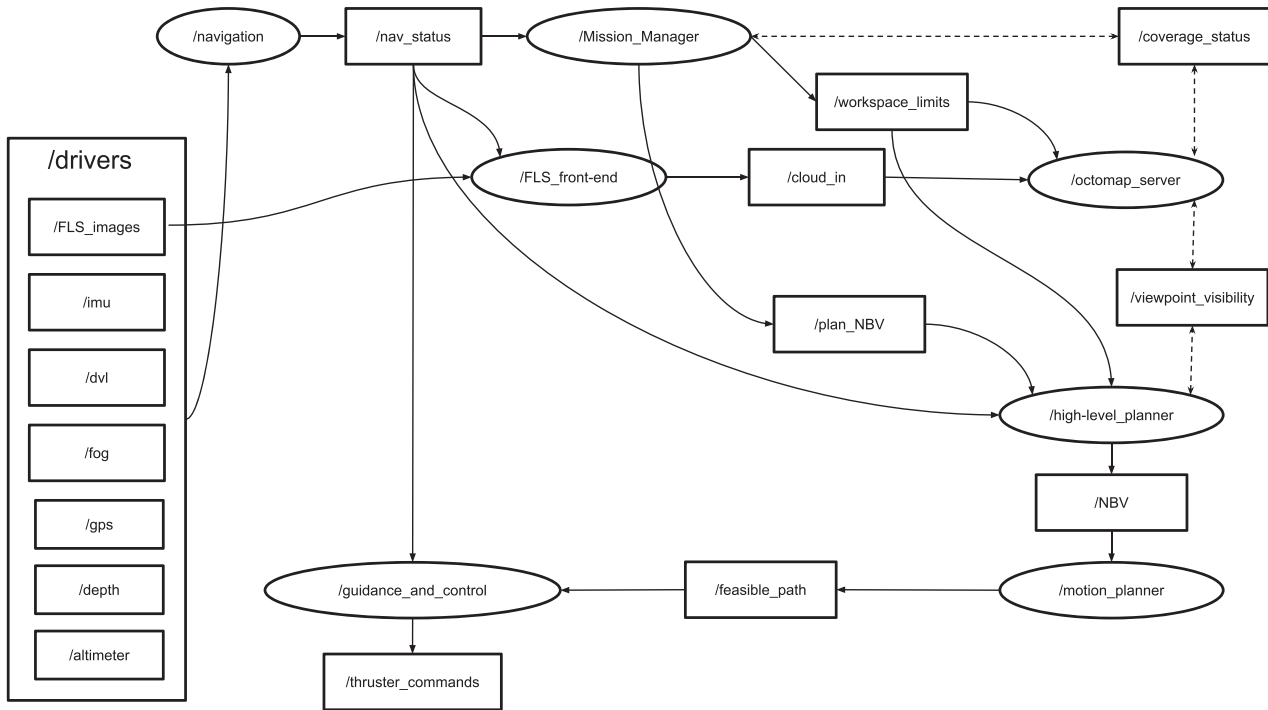 /navigation
/nav_status
/Mission_Manager
/coverage_status
/workspace_limits
/drivers
/FLS_front-end
/cloud_in
/octomap_server
/FLS_images
/imu
/viewpoint_visibility
/plan_NBV
/dvl
/high-level_planner
/fog
/NBV
/gps
/depth
/guidance_and_control
/feasible_path
/motion_planner
/altimeter
/thruster_commands